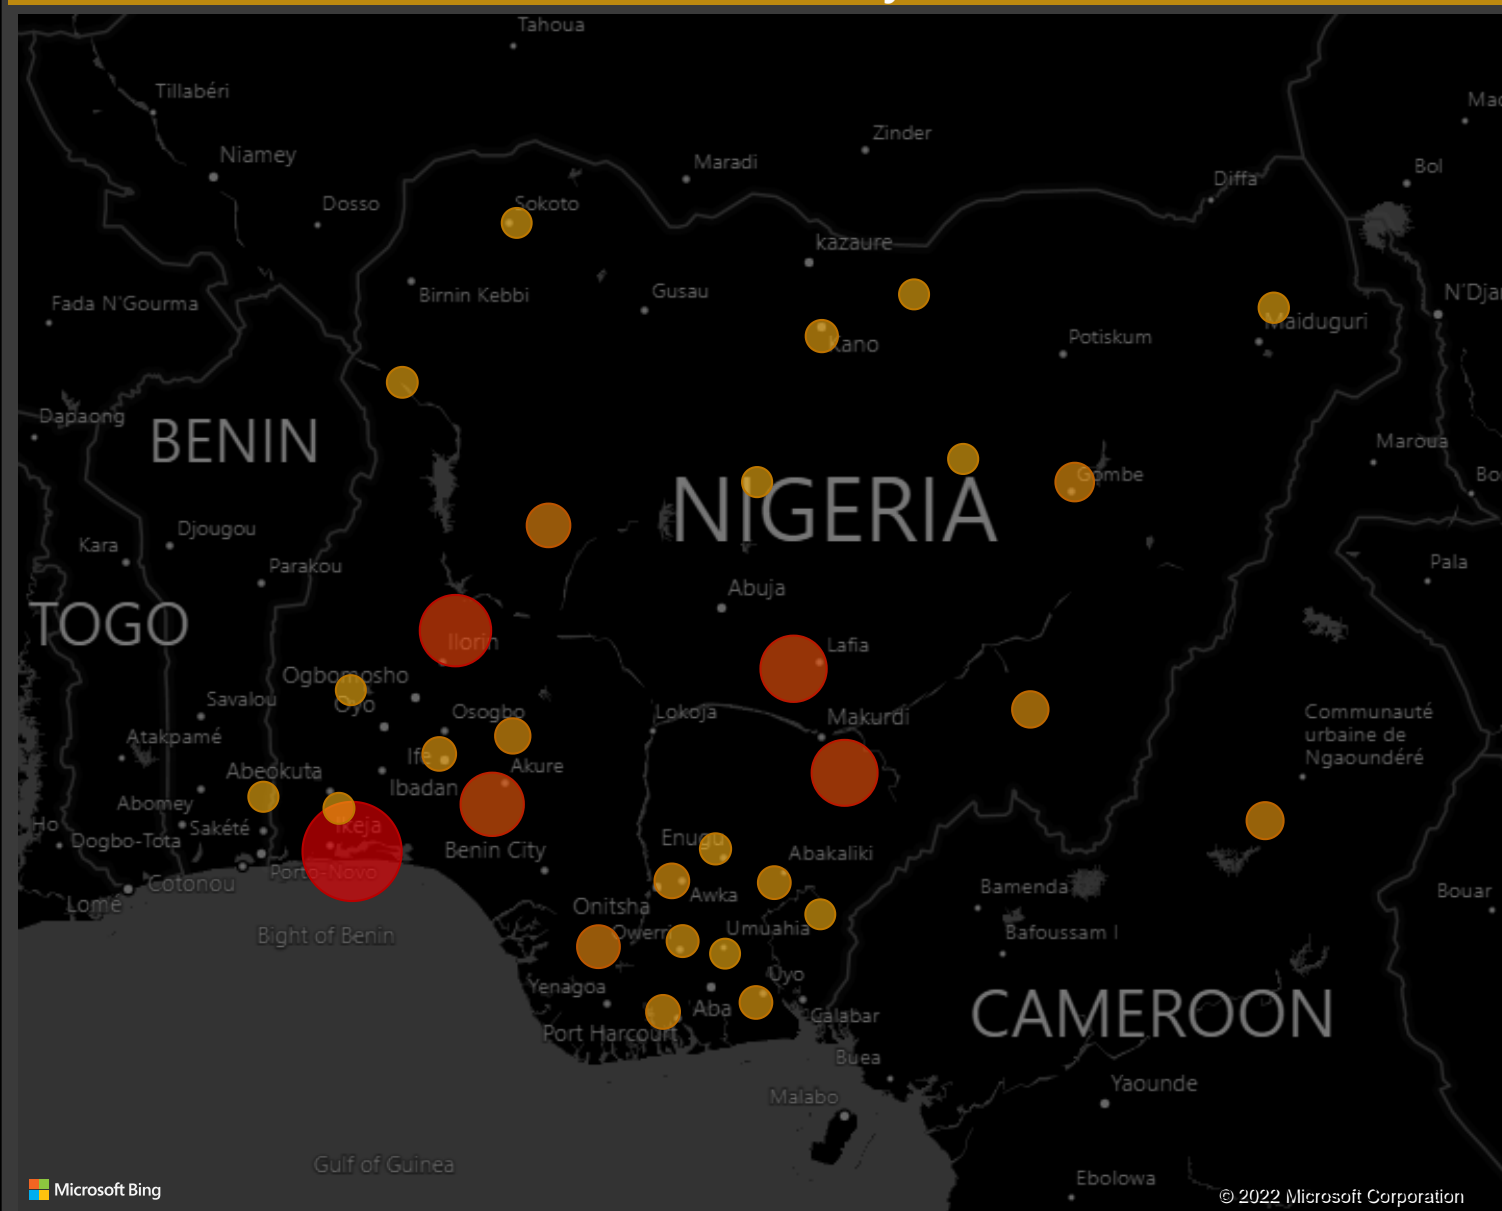 Tahoua
Tillabéri
Zinder
Niamey
Maradi
Bol
Diffa
Dosso
Sokoto
kazaure
Birnin Kebbi
Gusau
Fada N'Gourma
Maiduguri
Potiskum
Kano
Dapaong
BENIN
Maroua
NIGERIA
Gombe
Djougou
Kara
Parakou
Pala
Abuja
TOGO
Ilorin
Lafia
Ogbomosho
Savalou
Oyo
Osogbo
Lokoja
Makurdi
Communauté
urbaine de
Ngaoundéré
Atakpamé
Ife
Akure
Abeokuta
Ibadan
Abomey
Ho
Ikeja
Sakété
Dogbo-Tota
Enugu
Benin City
Abakaliki
Porto-Novo
Cotonou
Bamenda
Bouar
Awka
Lomé
Onitsha
Umuahia
Owerri
Bight of Benin
Bafoussam I
Uyo
Yenagoa
Aba
Calabar
CAMEROON
Port Harcourt
Buea
Yaounde
Malabo
Gulf of Guinea
Ebolowa
Microsoft Bing
© 2022 Microsoft Corporation